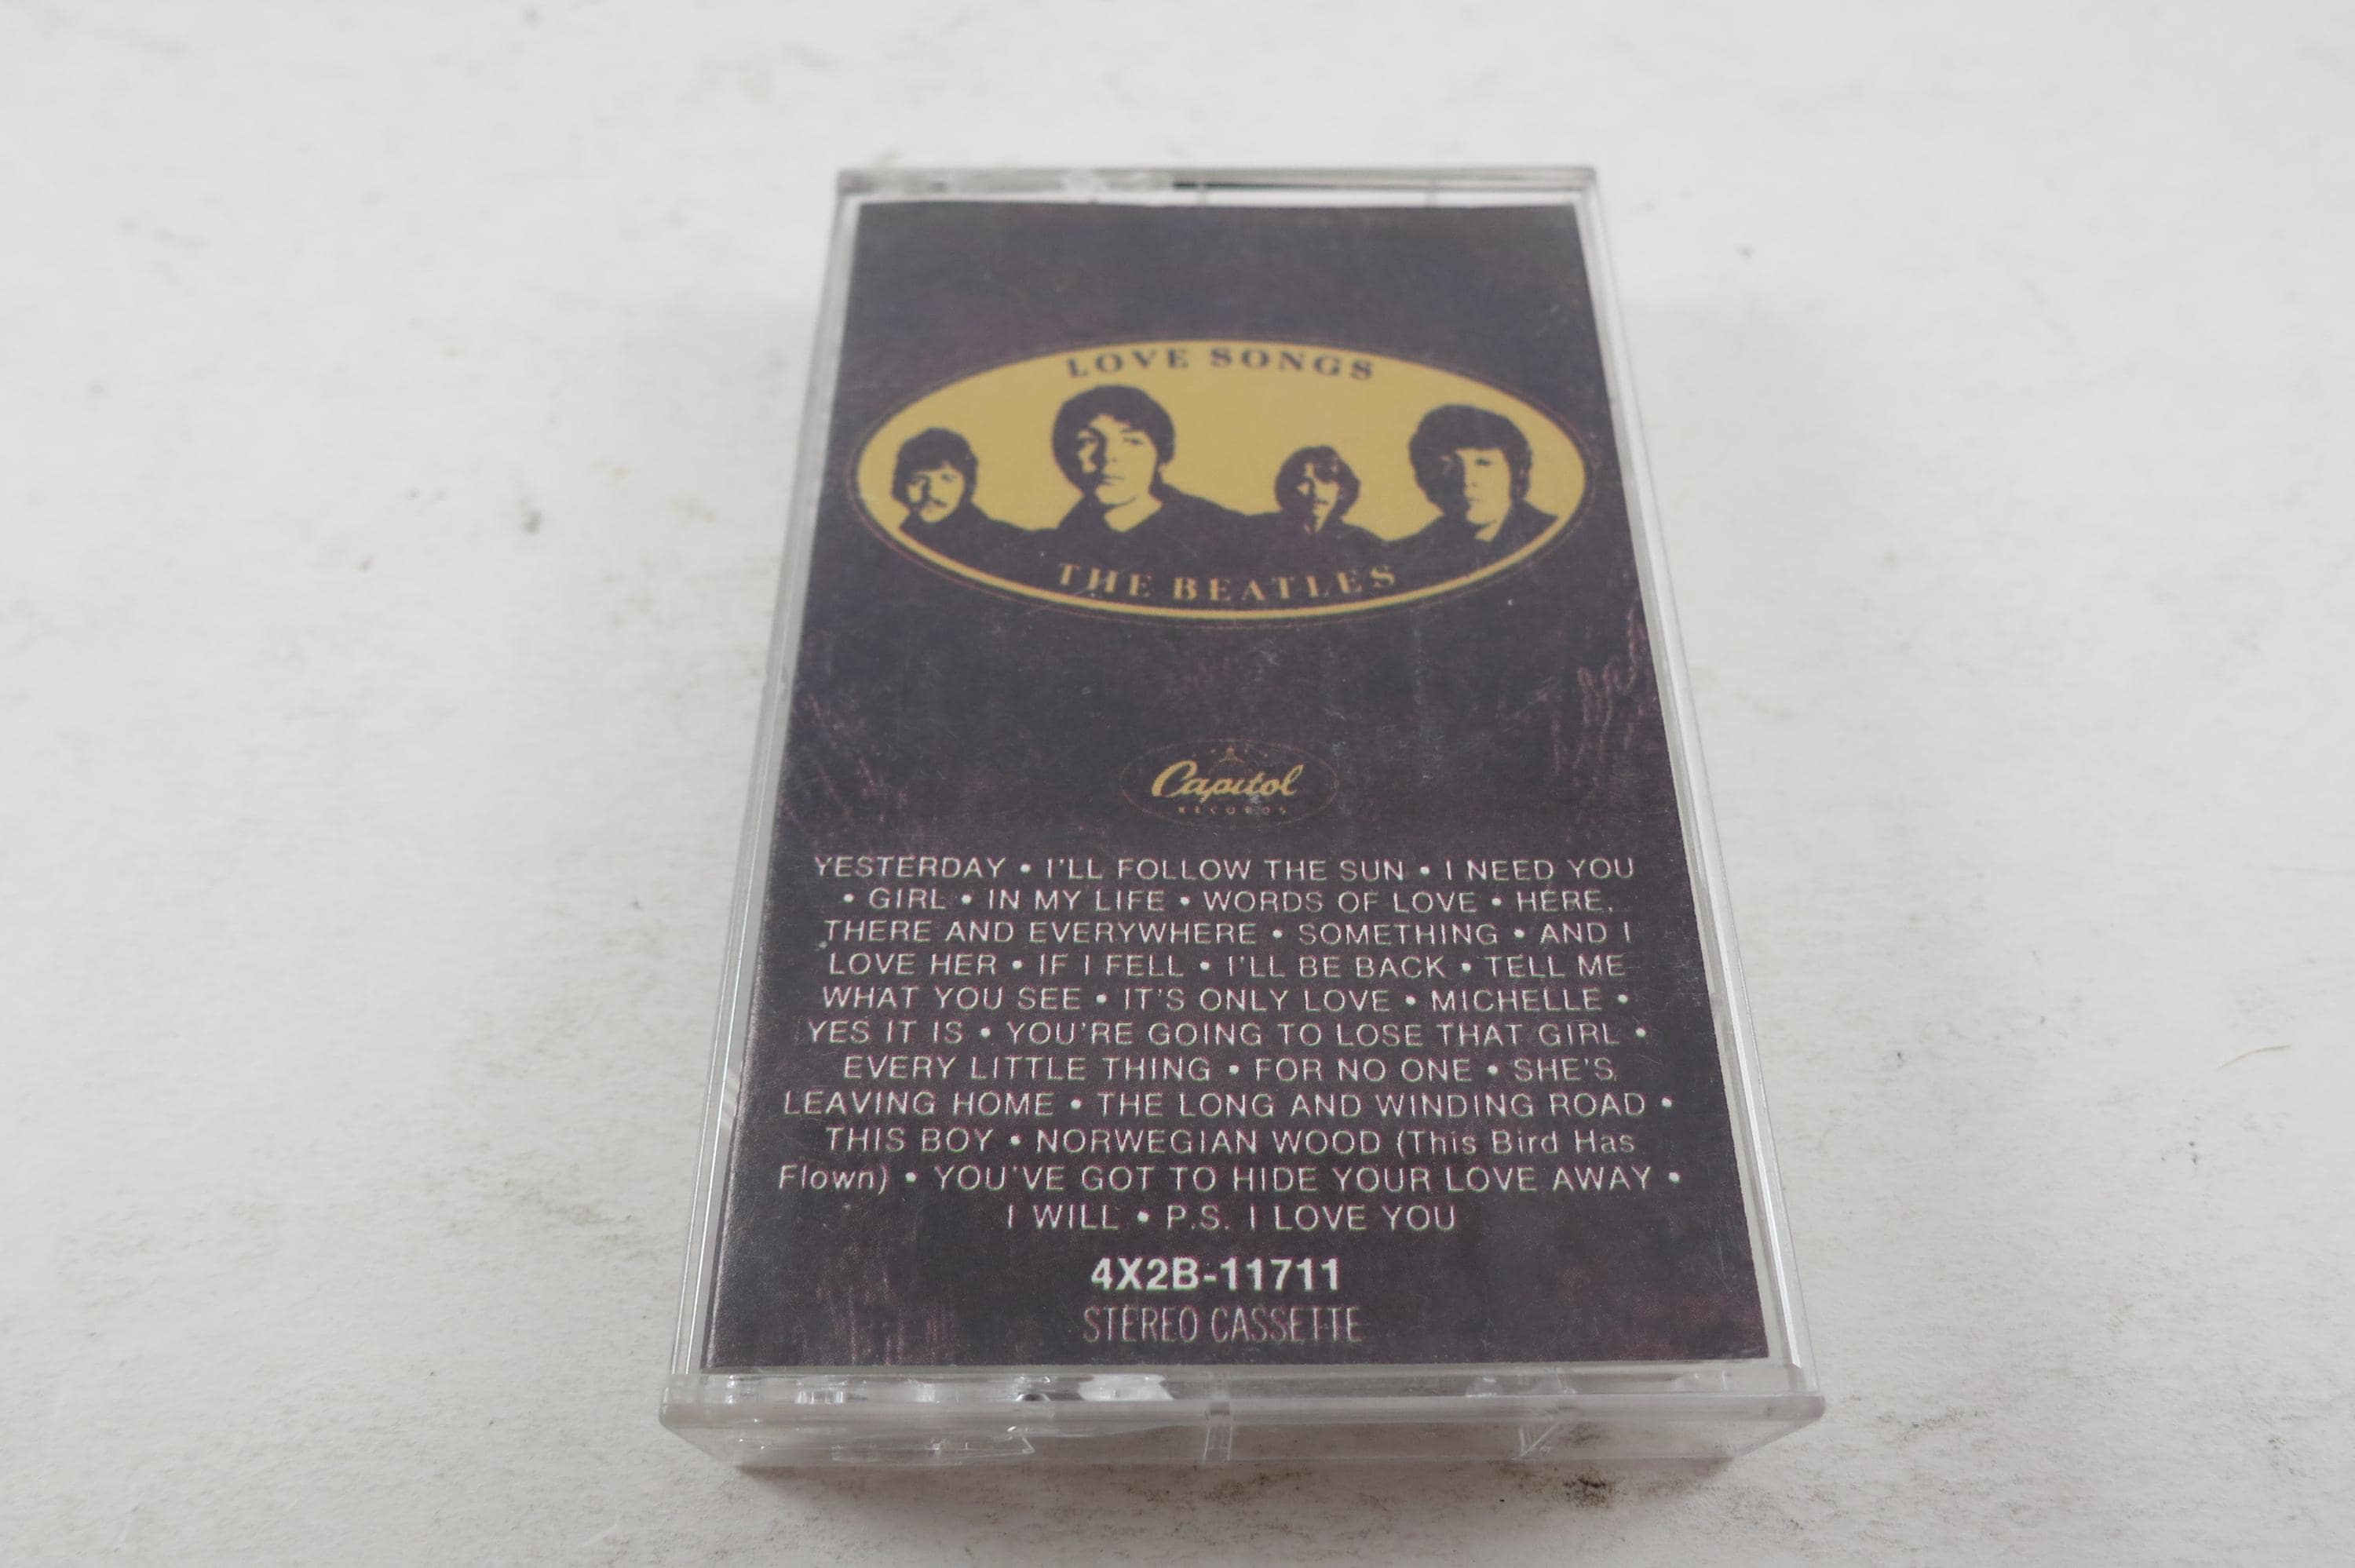 LOVE SONGS
THE BEATLES
Capitol
RECORDS
YESTERDAY • I'LL FOLLOW THE SUN • I NEED YOU
• GIRL • IN MY LIFE • WORDS OF LOVE • HERE,
THERE AND EVERYWHERE • SOMETHING • AND I
LOVE HER • IF I FELL • I'LL BE BACK • TELL ME
WHAT YOU SEE • IT'S ONLY LOVE • MICHELLE •
YES IT IS • YOU'RE GOING TO LOSE THAT GIRL •
EVERY LITTLE THING • FOR NO ONE • SHE'S
LEAVING HOME • THE LONG AND WINDING ROAD •
THIS BOY • NORWEGIAN WOOD (This Bird Has
Flown) • YOU'VE GOT TO HIDE YOUR LOVE AWAY •
I WILL • P.S. I LOVE YOU
4X2B-11711
STEREO CASSETTE